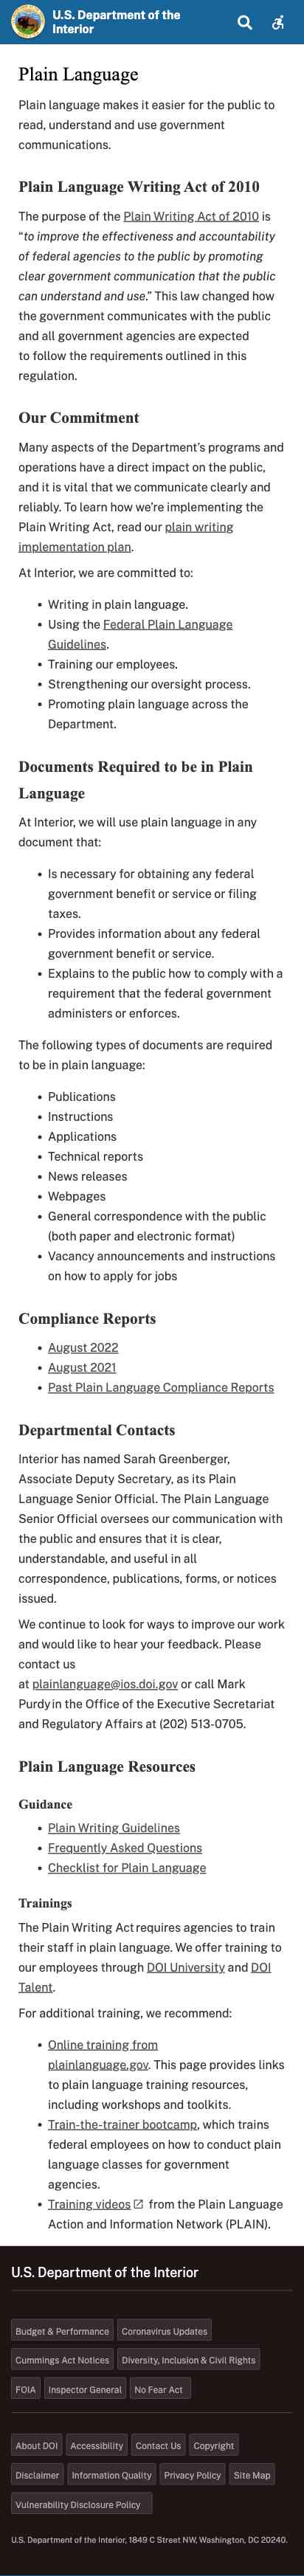 U.S. Department of the
Interior
Plain Language
Plain language makes it easier for the public to
read, understand and use government
communications.
Plain Language Writing Act of 2010
The purpose of the Plain Writing Act of 2010 is
“to improve the effectiveness and accountability
of federal agencies to the public by promoting
clear government communication that the public
can understand and use.” This law changed how
the government communicates with the public
and all government agencies are expected
to follow the requirements outlined in this
regulation.
Our Commitment
Many aspects of the Department’s programs and
operations have a direct impact on the public,
and it is vital that we communicate clearly and
reliably. To learn how we’re implementing the
Plain Writing Act, read our plain writing
implementation plan.
At Interior, we are committed to:
• Writing in plain language.
• Using the Federal Plain Language
Guidelines.
• Training our employees.
• Strengthening our oversight process.
• Promoting plain language across the
Department.
Documents Required to be in Plain
Language
At Interior, we will use plain language in any
document that:
• Is necessary for obtaining any federal
government benefit or service or filing
taxes.
• Provides information about any federal
government benefit or service.
• Explains to the public how to comply with a
requirement that the federal government
administers or enforces.
The following types of documents are required
to be in plain language:
• Publications
• Instructions
• Applications
• Technical reports
• News releases
• Webpages
• General correspondence with the public
(both paper and electronic format)
• Vacancy announcements and instructions
on how to apply for jobs
Compliance Reports
• August 2022
• August 2021
• Past Plain Language Compliance Reports
Departmental Contacts
Interior has named Sarah Greenberger,
Associate Deputy Secretary, as its Plain
Language Senior Official. The Plain Language
Senior Official oversees our communication with
the public and ensures that it is clear,
understandable, and useful in all
correspondence, publications, forms, or notices
issued.
We continue to look for ways to improve our work
and would like to hear your feedback. Please
contact us
at plainlanguage@ios.doi.gov or call Mark
Purdy in the Office of the Executive Secretariat
and Regulatory Affairs at (202) 513-0705.
Plain Language Resources
Guidance
• Plain Writing Guidelines
• Frequently Asked Questions
• Checklist for Plain Language
Trainings
The Plain Writing Act requires agencies to train
their staff in plain language. We offer training to
our employees through DOI University and DOI
Talent.
For additional training, we recommend:
• Online training from
plainlanguage.gov. This page provides links
to plain language training resources,
including workshops and toolkits.
• Train-the-trainer bootcamp, which trains
federal employees on how to conduct plain
language classes for government
agencies.
• Training videos from the Plain Language
Action and Information Network (PLAIN).
U.S. Department of the Interior
Budget & Performance Coronavirus Updates
Cummings Act Notices Diversity, Inclusion & Civil Rights
FOIA Inspector General No Fear Act
About DOI Accessibility Contact Us Copyright
Disclaimer Information Quality Privacy Policy Site Map
Vulnerability Disclosure Policy
U.S. Department of the Interior, 1849 C Street NW, Washington, DC 20240.